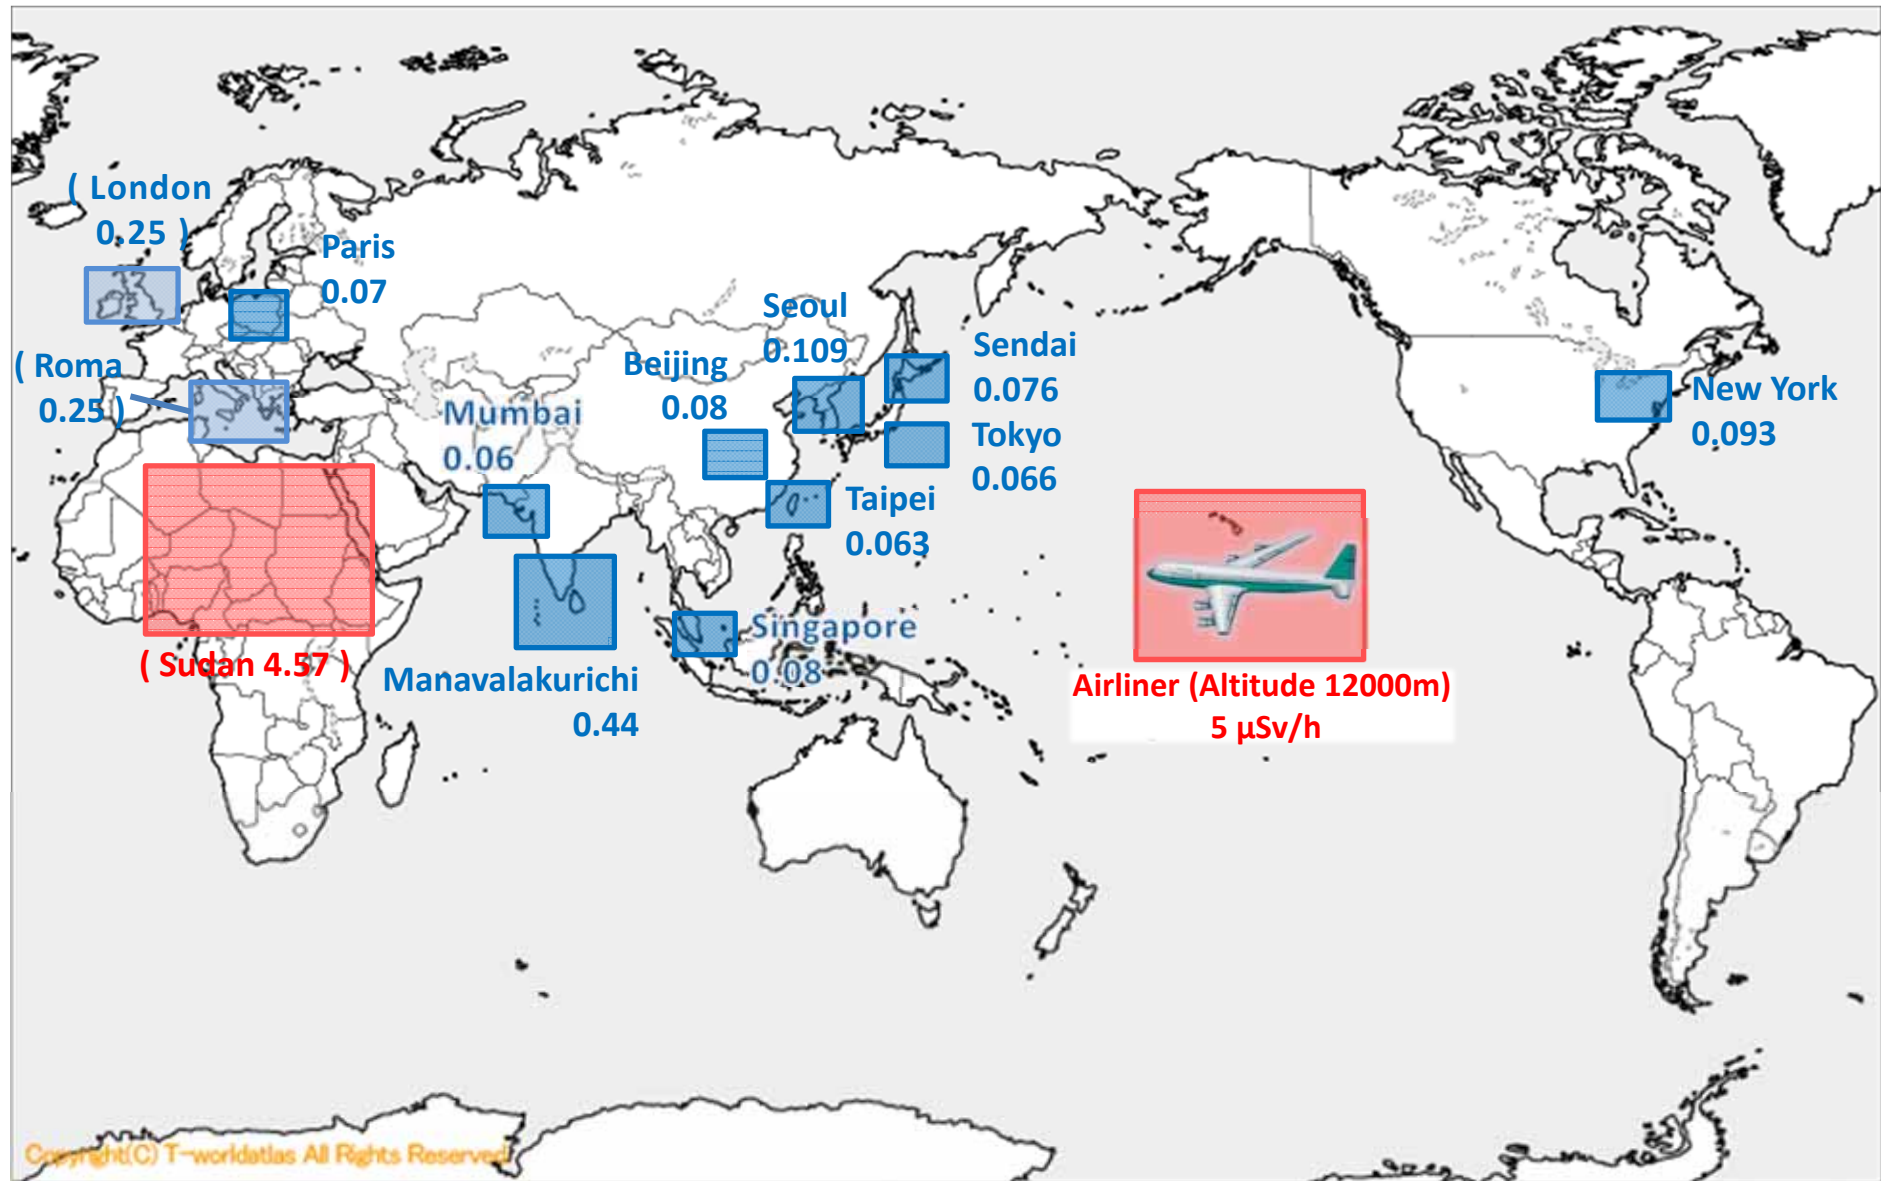 ( London
0.25 )
Paris
0.07
( Roma
0.25 )
Seoul
0.109
Beijing
0.08
Sendai
0.076
Tokyo
0.066
New York
0.093
Mumbai
0.06
Taipei
0.063
( Sudan 4.57 )
Manavalakurichi
0.44
Singapore
0.08
Airliner (Altitude 12000m)
5 μSv/h
Copyright(C) T-worldatlas All Rights Reserved